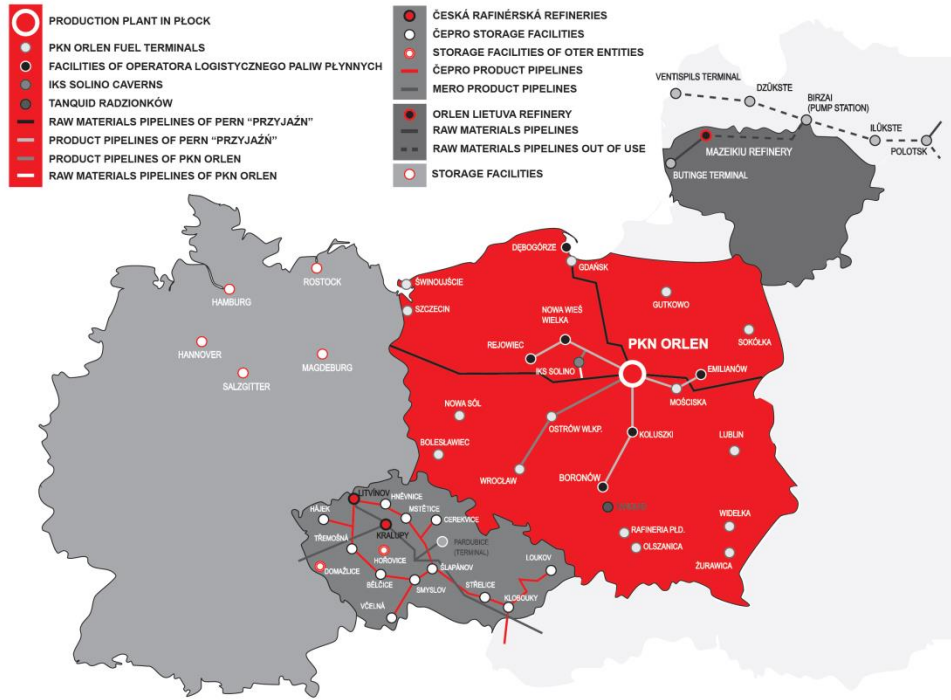 PRODUCTION PLANT IN PŁOCK
PKN ORLEN FUEL TERMINALS
FACILITIES OF OPERATORA LOGISTYCZNEGO PALIW PŁYNNYCH
IKS SOLINO CAVERNS
TANQUID RADZIONKÓW
RAW MATERIALS PIPELINES OF PERN “PRZYJAŹŃ”
PRODUCT PIPELINES OF PERN “PRZYJAŹŃ”
PRODUCT PIPELINES OF PKN ORLEN
RAW MATERIALS PIPELINES OF PKN ORLEN
ČESKÁ RAFINÉRSKÁ REFINERIES
ČEPRO STORAGE FACILITIES
STORAGE FACILITIES OF OTER ENTITIES
ČEPRO PRODUCT PIPELINES
MERO PRODUCT PIPELINES
ORLEN LIETUVA REFINERY
RAW MATERIALS PIPELINES
RAW MATERIALS PIPELINES OUT OF USE
STORAGE FACILITIES
VENTISPILS TERMINAL
DZŪKSTE
BIRZAI
(PUMP STATION)
ILŪKSTE
POLOTSK
MAZEIKIU REFINERY
BUTINGE TERMINAL
DĘBOGÓRZE
GDAŃSK
ROSTOCK
HAMBURG
ŚWINOUJŚCIE
SZCZECIN
GUTKOWO
NOWA WIEŚ
WIELKA
SOKÓŁKA
HANNOVER
MAGDEBURG
SALZGITTER
REJOWIEC
IKS SOLINO
PKN ORLEN
EMILIANÓW
MOŚCISKA
NOWA SÓL
OSTRÓW WLKP.
KOLUSZKI
LUBLIN
BOLESŁAWIEC
WROCŁAW
BORONÓW
WIDEŁKA
RAFINERIA PŁD.
OLSZANICA
ŻURAWICA
LITVÍNOV
HNĚVNICE
HÁJEK
MSTĚTICE
CEREKVICE
TŘEMOŠNÁ
KRALUPY
PARDUBICE
(TERMINAL)
HOŘOVICE
DOMAŽLICE
ŠLAPÁNOV
LOUKOV
BĚLČICE
SMYSLOV
STŘELICE
KLOBOUKY
VČELNÁ